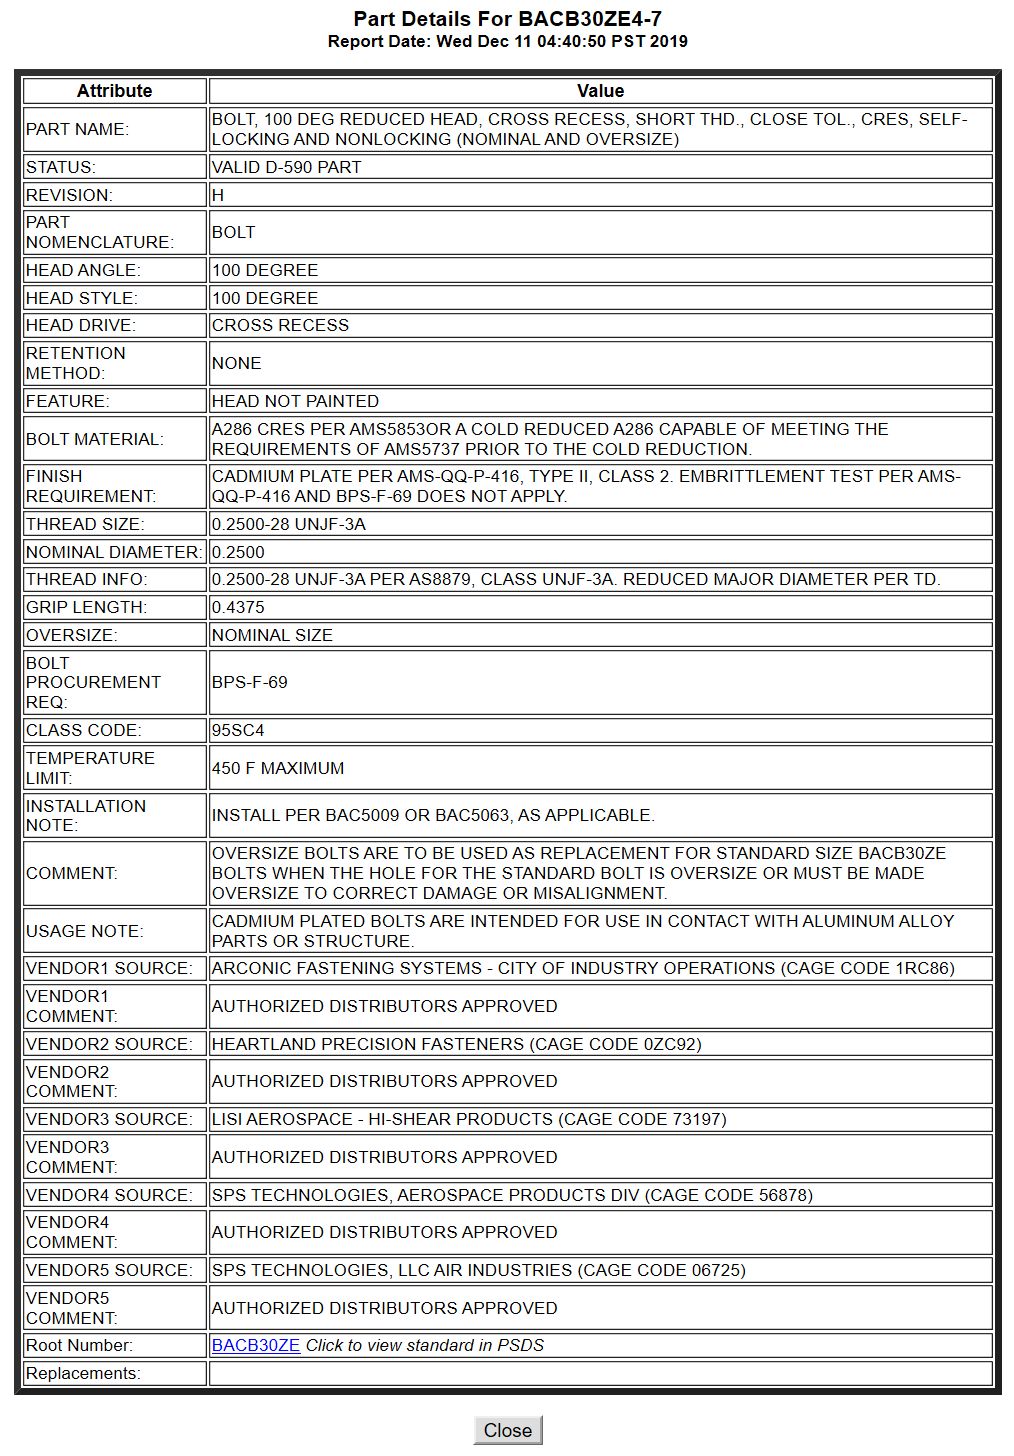 Part Details For BACB30ZE4-7
Report Date: Wed Dec 11 04:40:50 PST 2019
Attribute Value
PART NAME: BOLT, 100 DEG REDUCED HEAD, CROSS RECESS, SHORT THD., CLOSE TOL., CRES, SELF-
LOCKING AND NONLOCKING (NOMINAL AND OVERSIZE)
STATUS: VALID D-590 PART
REVISION: H
PART
NOMENCLATURE: BOLT
HEAD ANGLE: 100 DEGREE
HEAD STYLE: 100 DEGREE
HEAD DRIVE: CROSS RECESS
RETENTION
METHOD: NONE
FEATURE: HEAD NOT PAINTED
BOLT MATERIAL: A286 CRES PER AMS5853OR A COLD REDUCED A286 CAPABLE OF MEETING THE
REQUIREMENTS OF AMS5737 PRIOR TO THE COLD REDUCTION.
FINISH
REQUIREMENT: CADMIUM PLATE PER AMS-QQ-P-416, TYPE II, CLASS 2. EMBRITTLEMENT TEST PER AMS-
QQ-P-416 AND BPS-F-69 DOES NOT APPLY.
THREAD SIZE: 0.2500-28 UNJF-3A
NOMINAL DIAMETER: 0.2500
THREAD INFO: 0.2500-28 UNJF-3A PER AS8879, CLASS UNJF-3A. REDUCED MAJOR DIAMETER PER TD.
GRIP LENGTH: 0.4375
OVERSIZE: NOMINAL SIZE
BOLT
PROCUREMENT
REQ: BPS-F-69
CLASS CODE: 95SC4
TEMPERATURE
LIMIT: 450 F MAXIMUM
INSTALLATION
NOTE: INSTALL PER BAC5009 OR BAC5063, AS APPLICABLE.
COMMENT: OVERSIZE BOLTS ARE TO BE USED AS REPLACEMENT FOR STANDARD SIZE BACB30ZE
BOLTS WHEN THE HOLE FOR THE STANDARD BOLT IS OVERSIZE OR MUST BE MADE
OVERSIZE TO CORRECT DAMAGE OR MISALIGNMENT.
USAGE NOTE: CADMIUM PLATED BOLTS ARE INTENDED FOR USE IN CONTACT WITH ALUMINUM ALLOY
PARTS OR STRUCTURE.
VENDOR1 SOURCE: ARCONIC FASTENING SYSTEMS - CITY OF INDUSTRY OPERATIONS (CAGE CODE 1RC86)
VENDOR1
COMMENT: AUTHORIZED DISTRIBUTORS APPROVED
VENDOR2 SOURCE: HEARTLAND PRECISION FASTENERS (CAGE CODE 0ZC92)
VENDOR2
COMMENT: AUTHORIZED DISTRIBUTORS APPROVED
VENDOR3 SOURCE: LISI AEROSPACE - HI-SHEAR PRODUCTS (CAGE CODE 73197)
VENDOR3
COMMENT: AUTHORIZED DISTRIBUTORS APPROVED
VENDOR4 SOURCE: SPS TECHNOLOGIES, AEROSPACE PRODUCTS DIV (CAGE CODE 56878)
VENDOR4
COMMENT: AUTHORIZED DISTRIBUTORS APPROVED
VENDOR5 SOURCE: SPS TECHNOLOGIES, LLC AIR INDUSTRIES (CAGE CODE 06725)
VENDOR5
COMMENT: AUTHORIZED DISTRIBUTORS APPROVED
Root Number: BACB30ZE Click to view standard in PSDS
Replacements:
Close